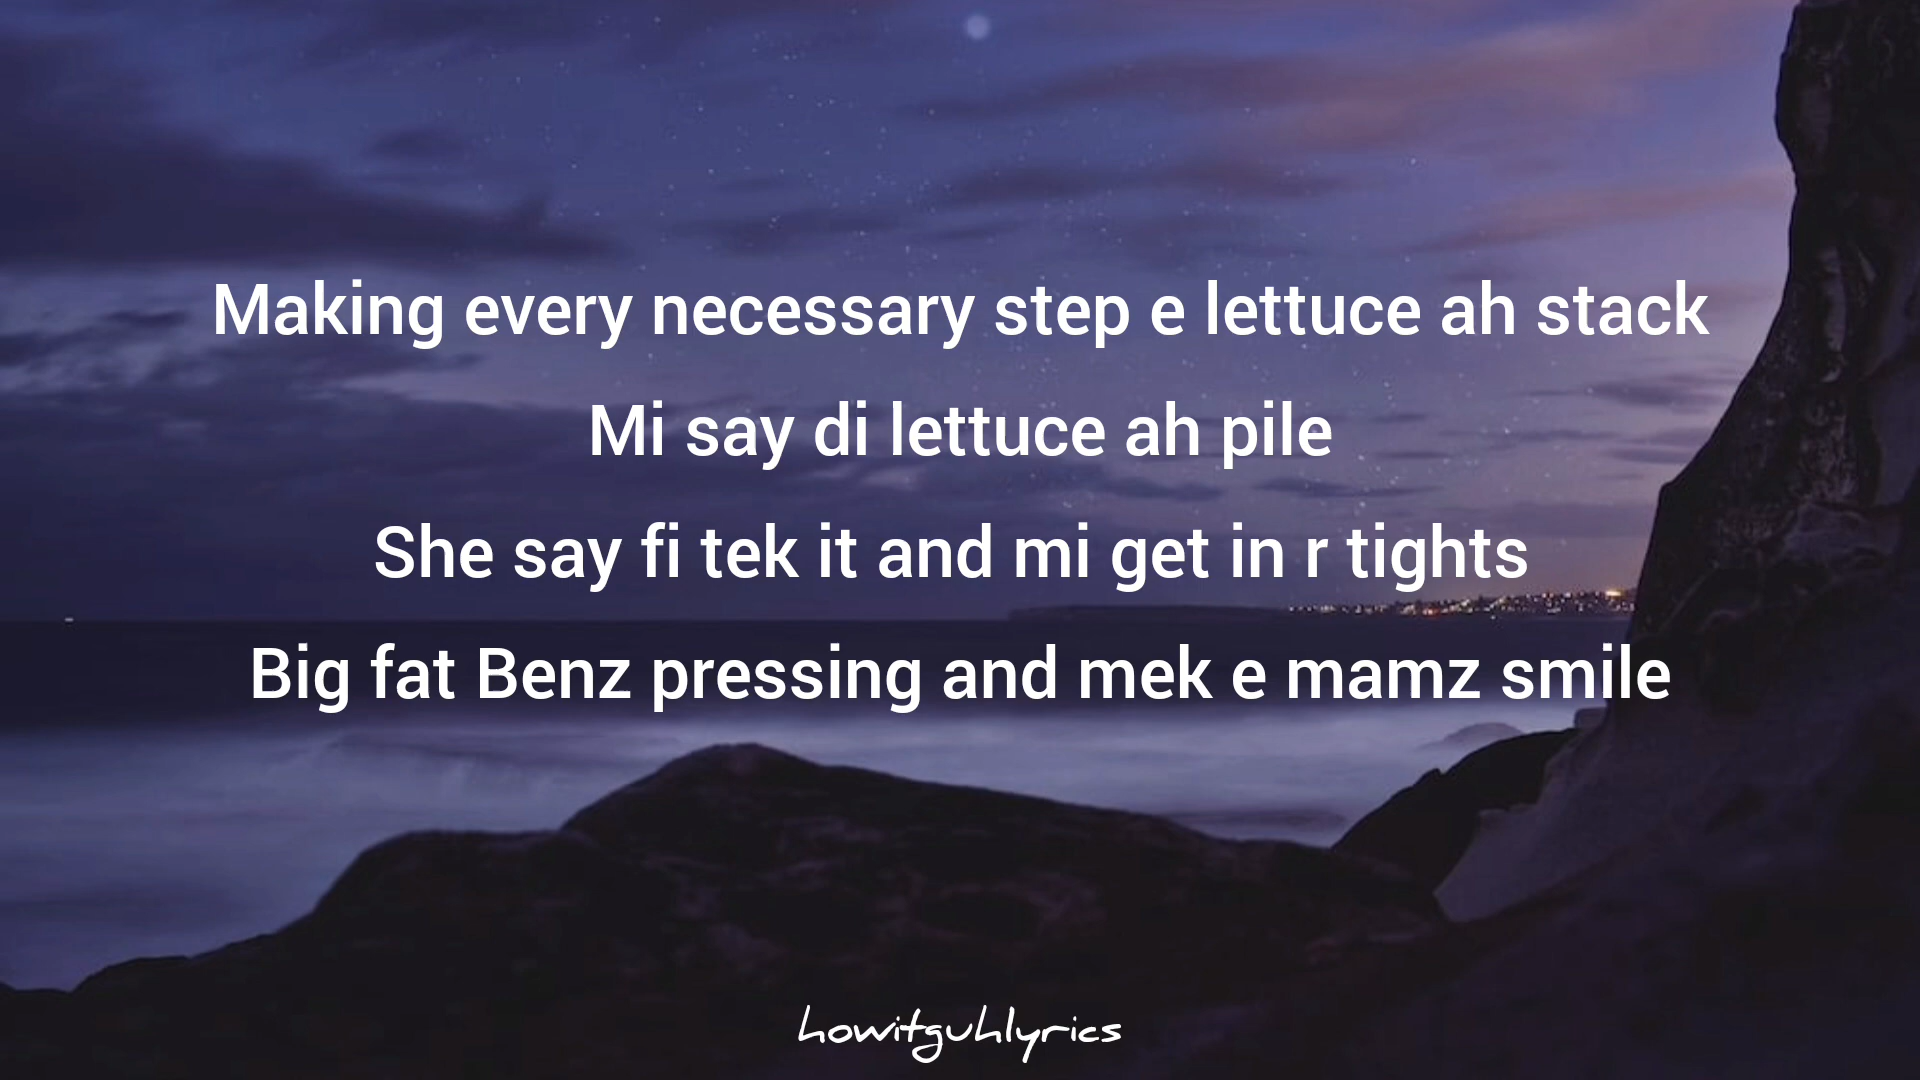 Making every necessary step e lettuce ah stack
Mi say di lettuce ah pile
She say fi tek it and mi get in r tights
Big fat Benz pressing and mek e mamz smile
howitguhlyrics